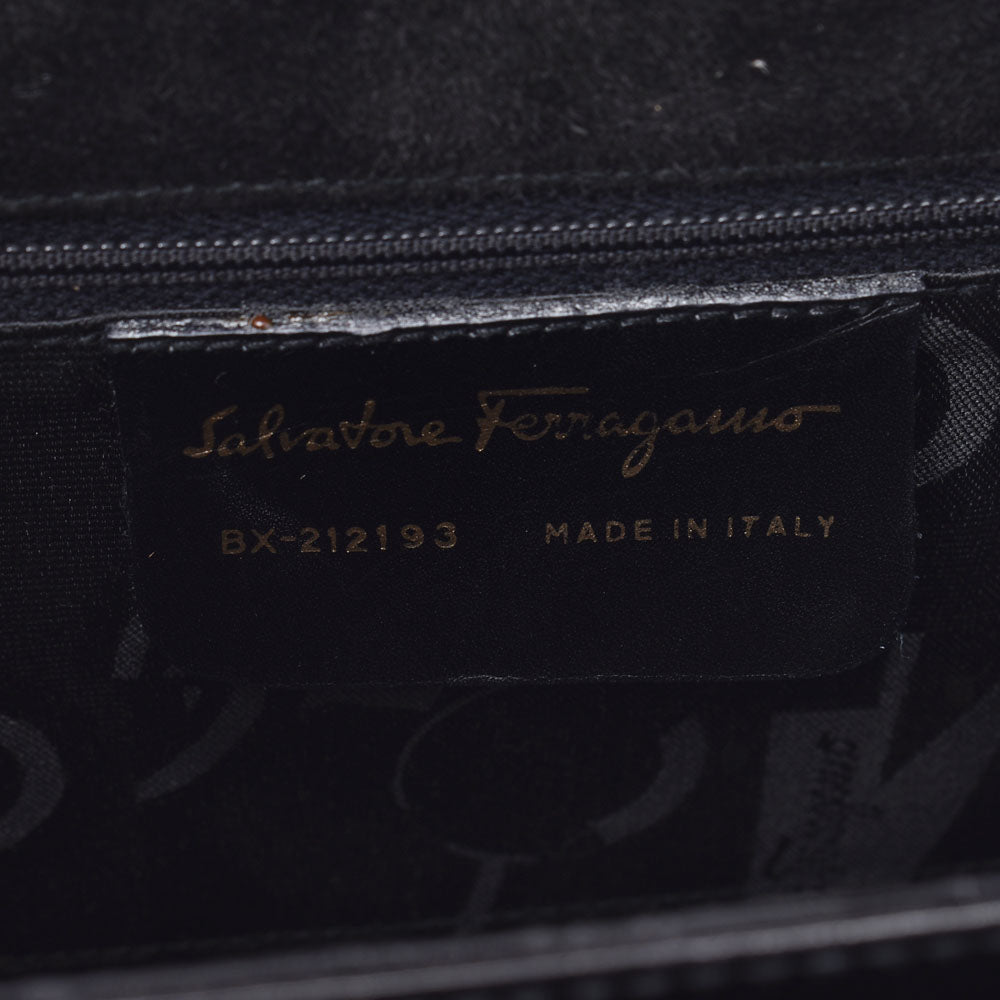 Salvatore Ferragamo
BX-212193 MADE IN ITALY